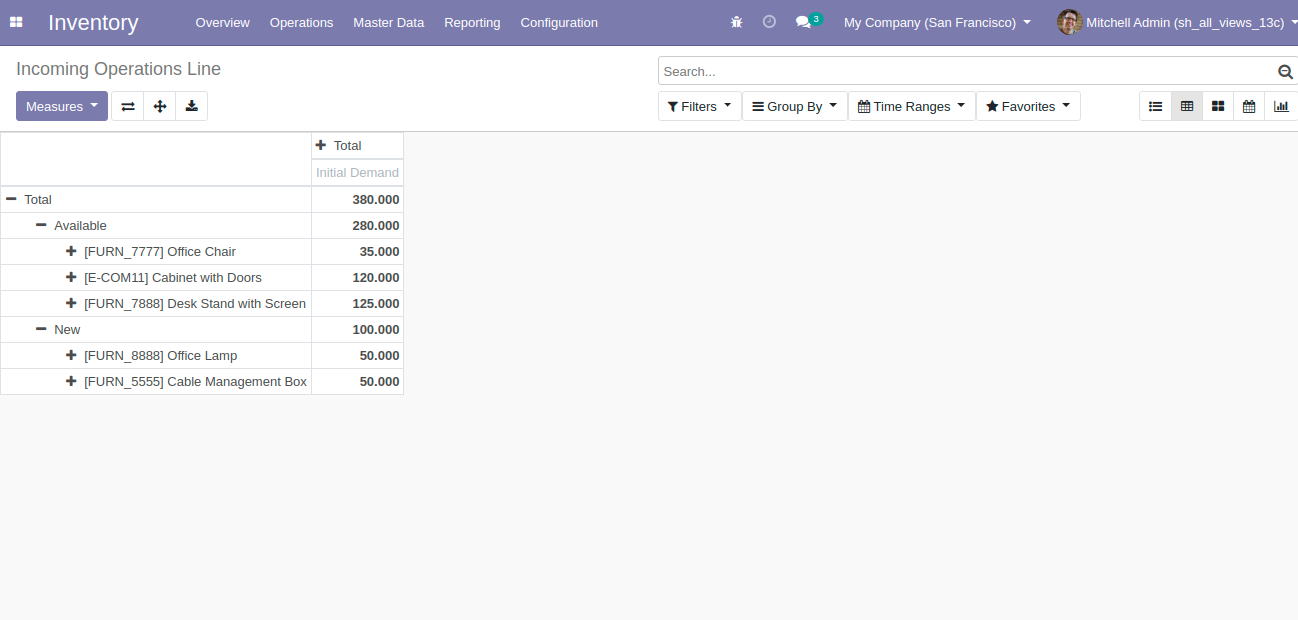 Inventory Overview Operations Master Data Reporting Configuration 3 My Company (San Francisco) Mitchell Admin (sh_all_views_13c)
Incoming Operations Line
Search...
Measures
Filters Group By Time Ranges Favorites
Total
Initial Demand
Total 380.000
Available 280.000
[FURN_7777] Office Chair 35.000
[E-COM11] Cabinet with Doors 120.000
[FURN_7888] Desk Stand with Screen 125.000
New 100.000
[FURN_8888] Office Lamp 50.000
[FURN_5555] Cable Management Box 50.000